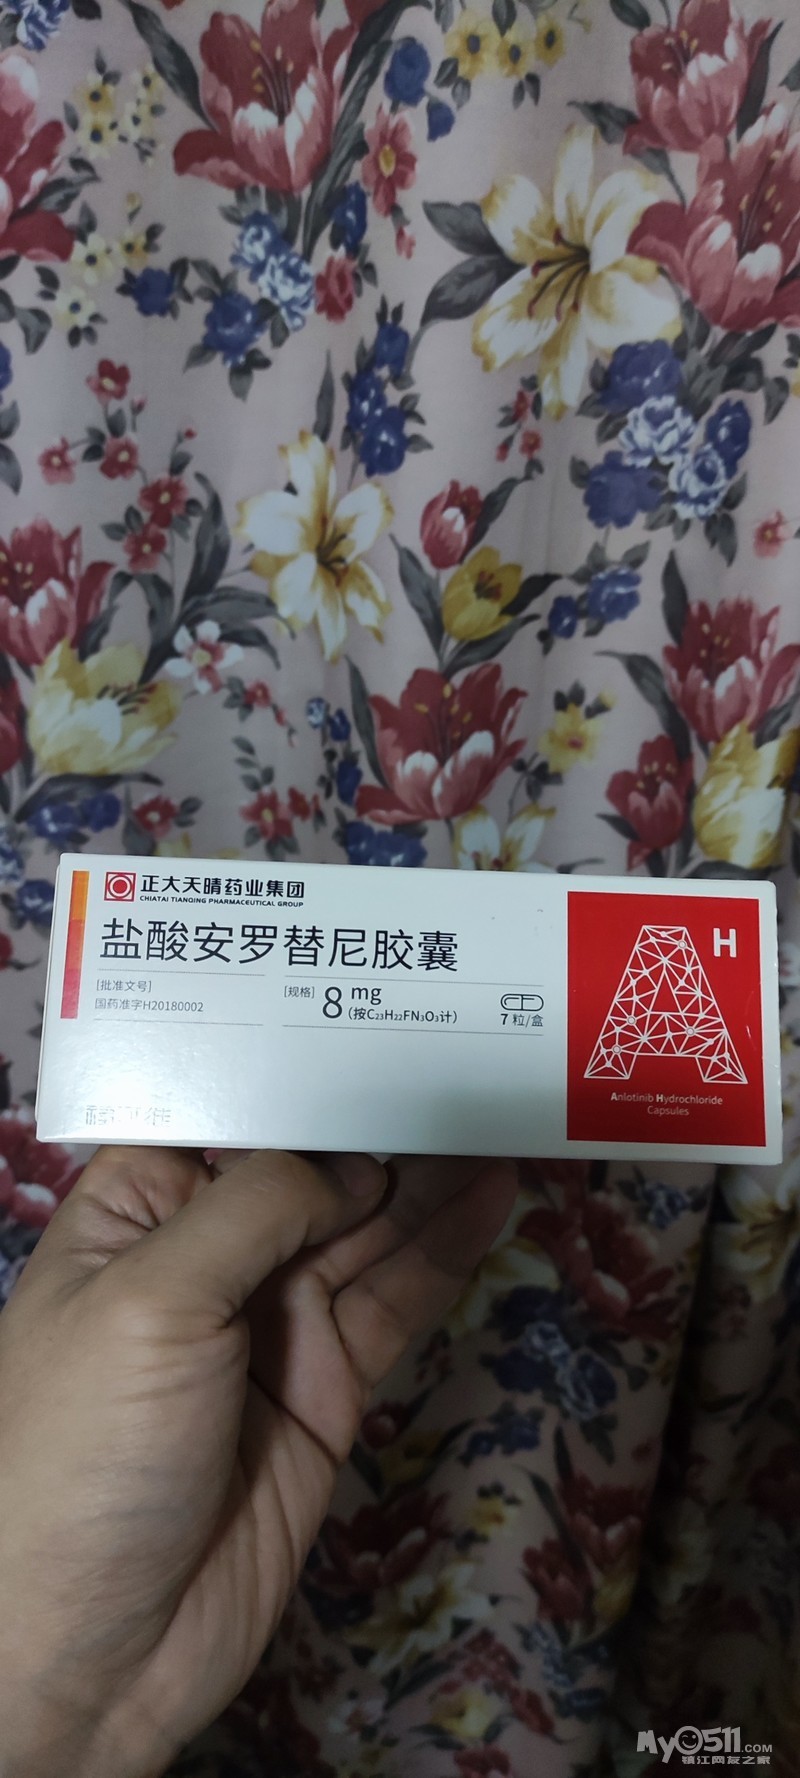 正大天晴药业集团
CHIATAI TIANQING PHARMACEUTICAL GROUP
盐酸安罗替尼胶囊
[批准文号]
国药准字H20180002
[规格] 8 mg
(按C₂₃H₂₂FN₃O₃计)
7 粒/盒
H
Anlotinib Hydrochloride
Capsules
福可维
My0511.COM
镇江网友之家